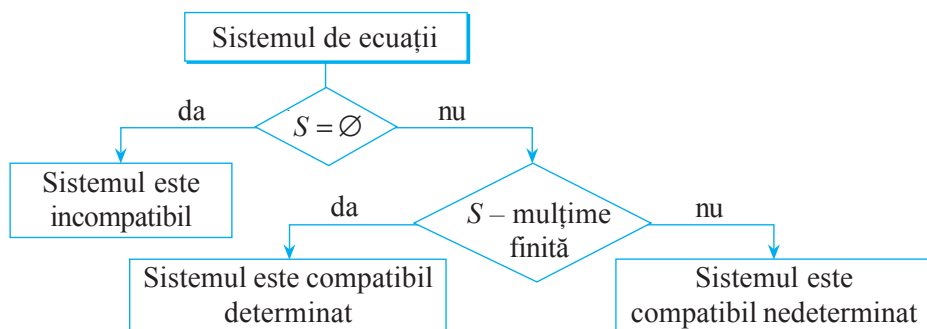 Sistemul de ecuații
da
S = ∅
nu
Sistemul este
incompatibil
da
S – mulțime
finită
nu
Sistemul este compatibil
determinat
Sistemul este
compatibil nedeterminat